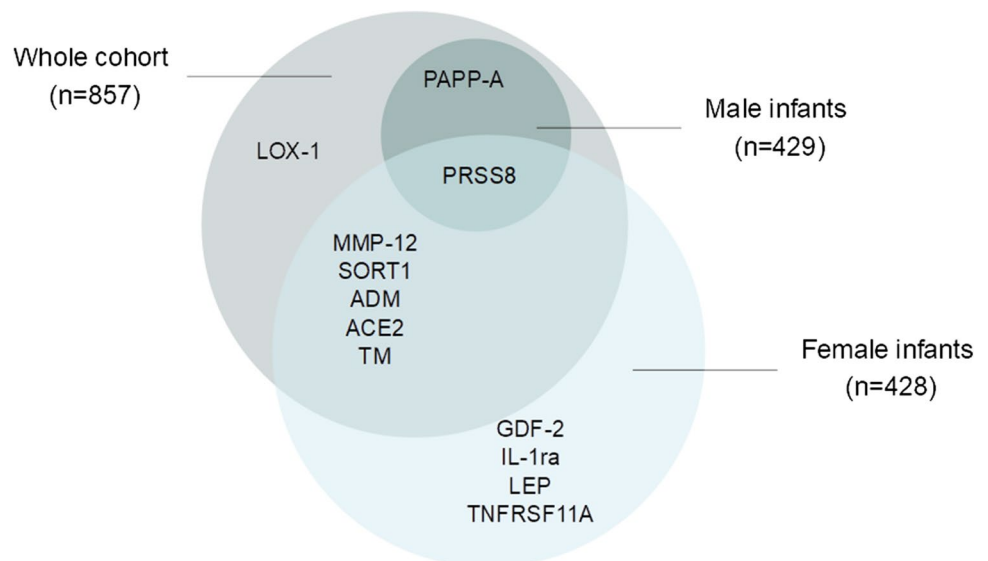 Whole cohort
(n=857)
PAPP-A
Male infants
(n=429)
LOX-1
PRSS8
MMP-12
SORT1
ADM
ACE2
TM
Female infants
(n=428)
GDF-2
IL-1ra
LEP
TNFRSF11A